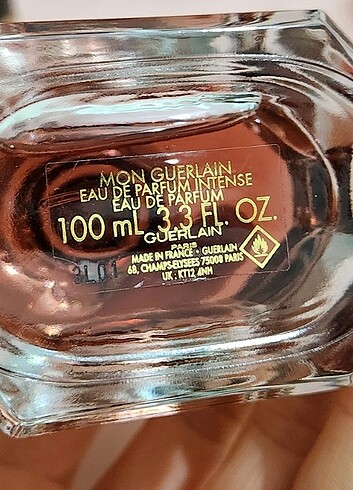 MON GUERLAIN
EAU DE PARFUM INTENSE
EAU DE PARFUM
100 mL 3.3 FL. OZ.
GUERLAIN
PARIS
MADE IN FRANCE • GUERLAIN
68, CHAMPS-ELYSEES 75008 PARIS
UK : KT12 4NH
3L01